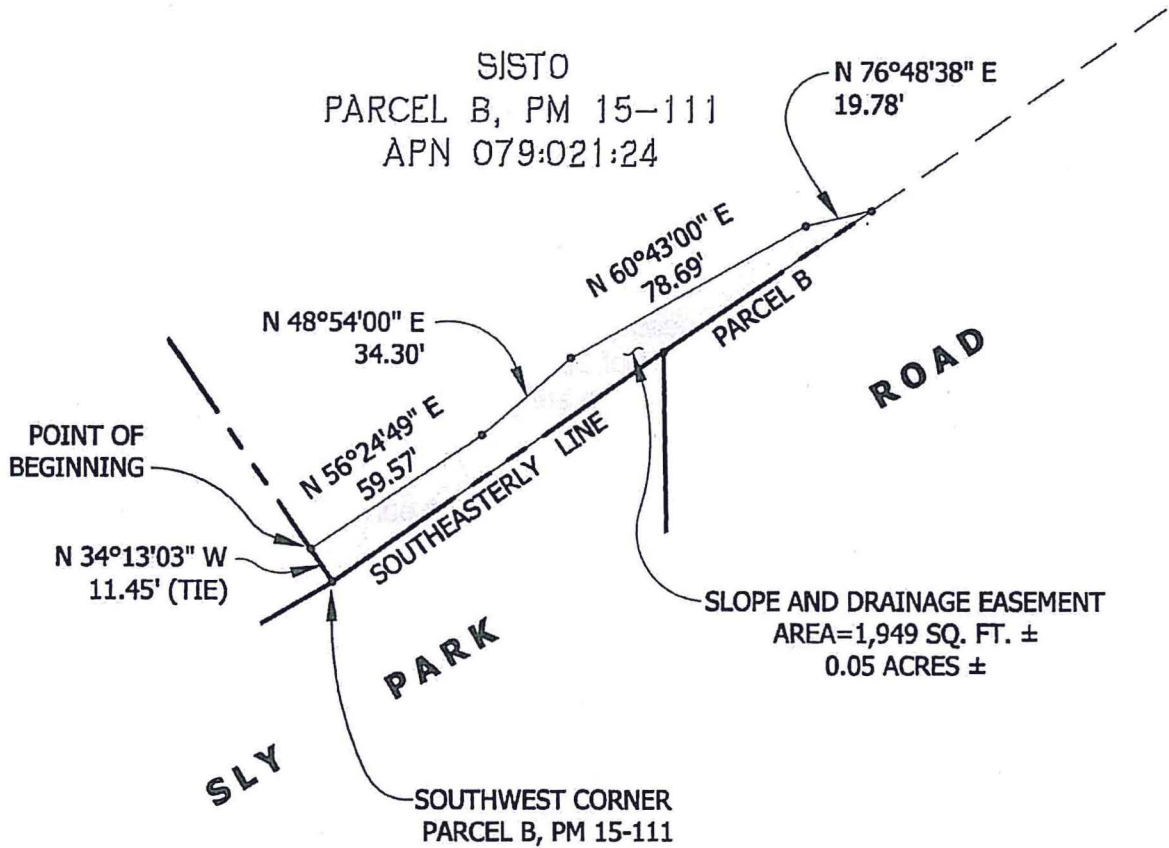 SISTO
PARCEL B, PM 15-111
APN 079:021:24
N 76°48'38" E
19.78'
N 60°43'00" E
78.69'
N 48°54'00" E
34.30'
N 56°24'49" E
59.57'
POINT OF
BEGINNING
N 34°13'03" W
11.45' (TIE)
SOUTHEASTERLY LINE PARCEL B
SLOPE AND DRAINAGE EASEMENT
AREA=1,949 SQ. FT. ±
0.05 ACRES ±
SLY PARK ROAD
SOUTHWEST CORNER
PARCEL B, PM 15-111